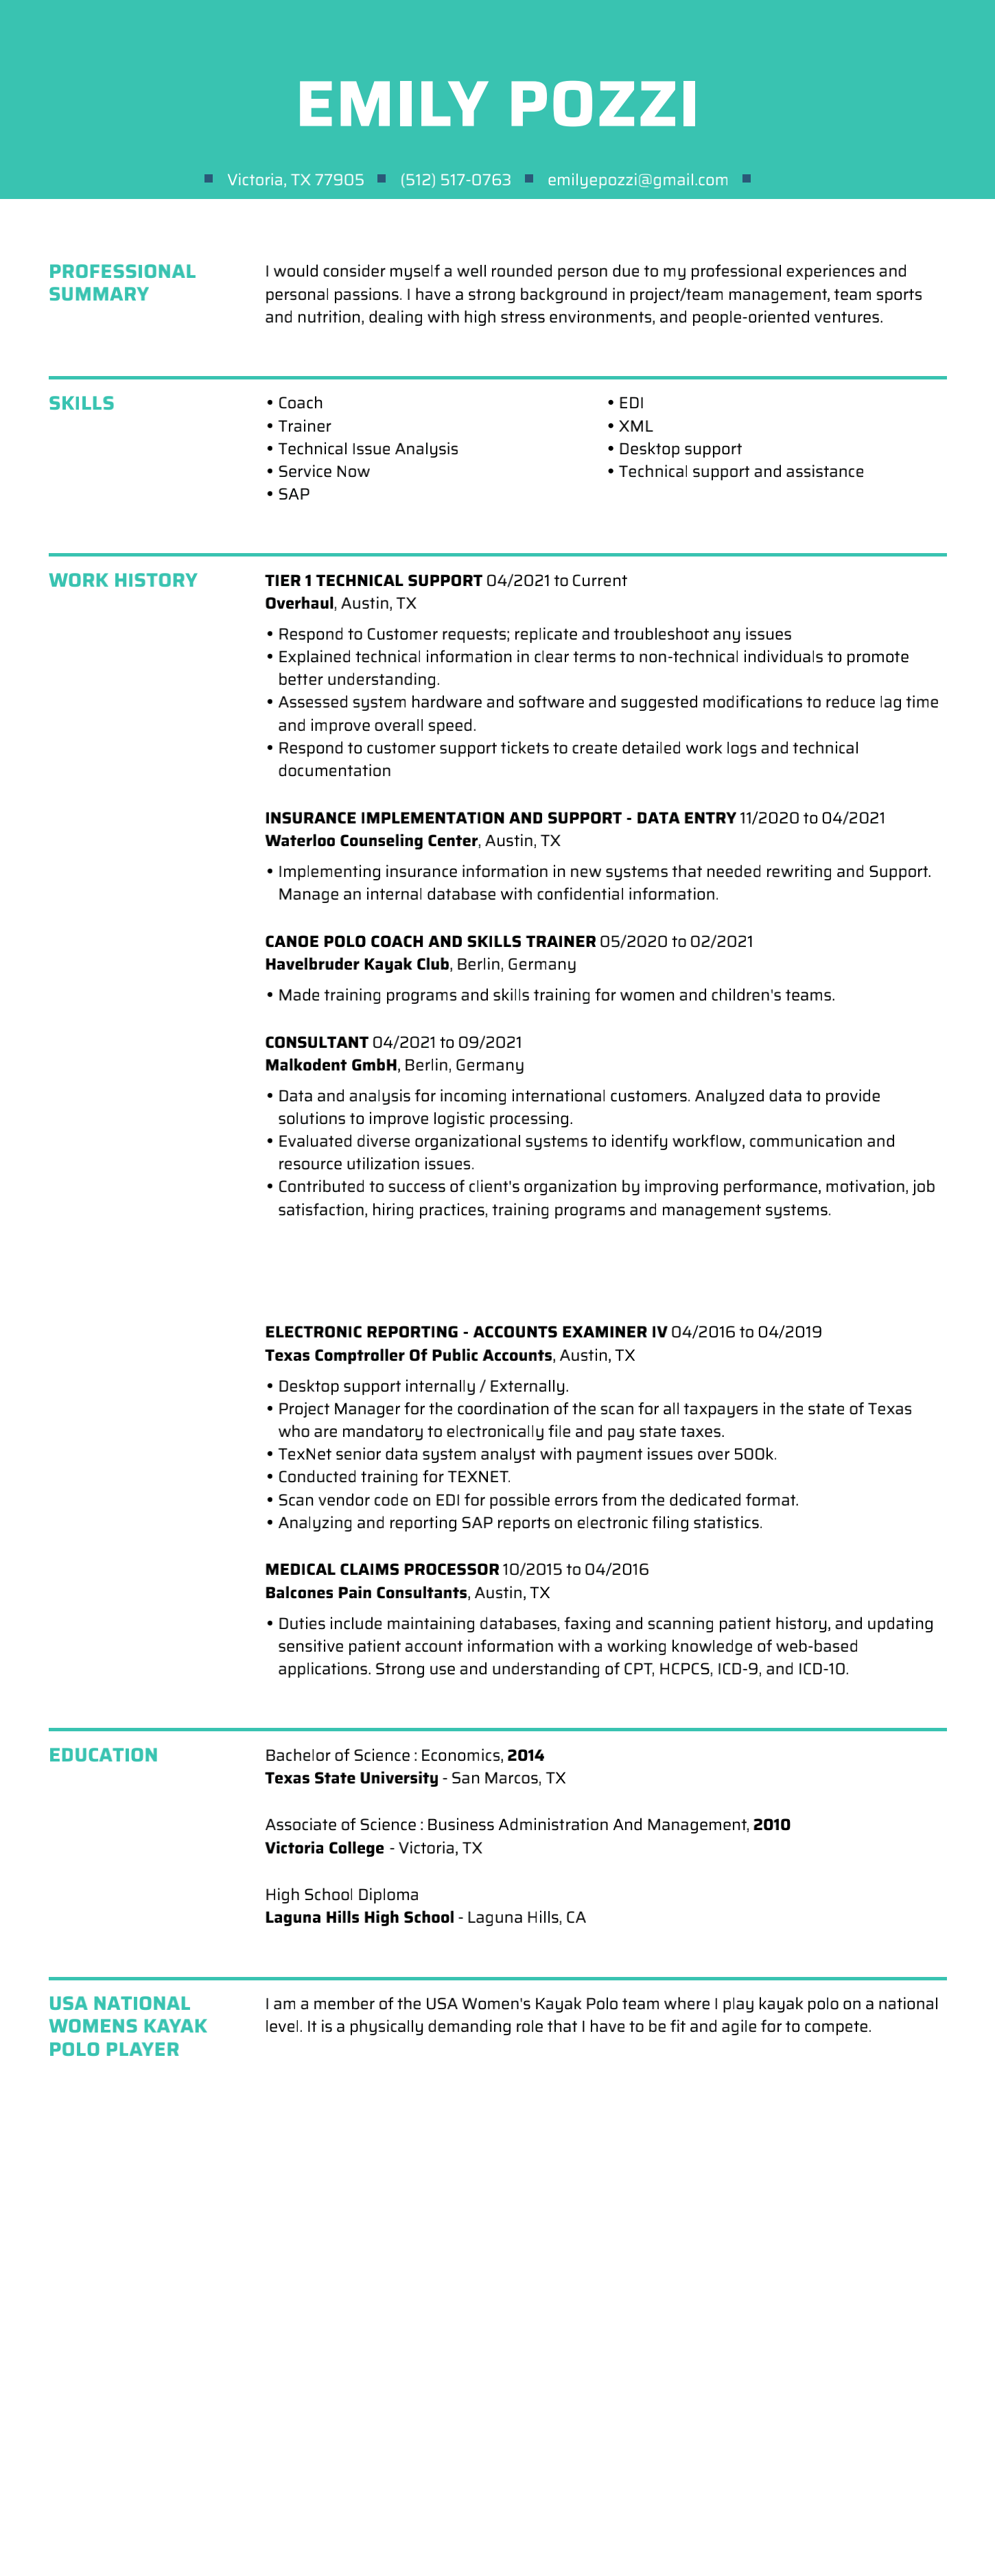 EMILY POZZI
Victoria, TX 77905 ■ (512) 517-0763 ■ emilyepozzi@gmail.com ■
PROFESSIONAL
SUMMARY
I would consider myself a well rounded person due to my professional experiences and
personal passions. I have a strong background in project/team management, team sports
and nutrition, dealing with high stress environments, and people-oriented ventures.
SKILLS
• Coach
• Trainer
• Technical Issue Analysis
• Service Now
• SAP
• EDI
• XML
• Desktop support
• Technical support and assistance
WORK HISTORY
TIER 1 TECHNICAL SUPPORT 04/2021 to Current
Overhaul, Austin, TX
• Respond to Customer requests; replicate and troubleshoot any issues
• Explained technical information in clear terms to non-technical individuals to promote
better understanding.
• Assessed system hardware and software and suggested modifications to reduce lag time
and improve overall speed.
• Respond to customer support tickets to create detailed work logs and technical
documentation
INSURANCE IMPLEMENTATION AND SUPPORT - DATA ENTRY 11/2020 to 04/2021
Waterloo Counseling Center, Austin, TX
• Implementing insurance information in new systems that needed rewriting and Support.
Manage an internal database with confidential information.
CANOE POLO COACH AND SKILLS TRAINER 05/2020 to 02/2021
Havelbruder Kayak Club, Berlin, Germany
• Made training programs and skills training for women and children's teams.
CONSULTANT 04/2021 to 09/2021
Malkodent GmbH, Berlin, Germany
• Data and analysis for incoming international customers. Analyzed data to provide
solutions to improve logistic processing.
• Evaluated diverse organizational systems to identify workflow, communication and
resource utilization issues.
• Contributed to success of client's organization by improving performance, motivation, job
satisfaction, hiring practices, training programs and management systems.
ELECTRONIC REPORTING - ACCOUNTS EXAMINER IV 04/2016 to 04/2019
Texas Comptroller Of Public Accounts, Austin, TX
• Desktop support internally / Externally.
• Project Manager for the coordination of the scan for all taxpayers in the state of Texas
who are mandatory to electronically file and pay state taxes.
• TexNet senior data system analyst with payment issues over 500k.
• Conducted training for TEXNET.
• Scan vendor code on EDI for possible errors from the dedicated format.
• Analyzing and reporting SAP reports on electronic filing statistics.
MEDICAL CLAIMS PROCESSOR 10/2015 to 04/2016
Balcones Pain Consultants, Austin, TX
• Duties include maintaining databases, faxing and scanning patient history, and updating
sensitive patient account information with a working knowledge of web-based
applications. Strong use and understanding of CPT, HCPCS, ICD-9, and ICD-10.
EDUCATION
Bachelor of Science : Economics, 2014
Texas State University - San Marcos, TX
Associate of Science : Business Administration And Management, 2010
Victoria College - Victoria, TX
High School Diploma
Laguna Hills High School - Laguna Hills, CA
USA NATIONAL
WOMENS KAYAK
POLO PLAYER
I am a member of the USA Women's Kayak Polo team where I play kayak polo on a national
level. It is a physically demanding role that I have to be fit and agile for to compete.